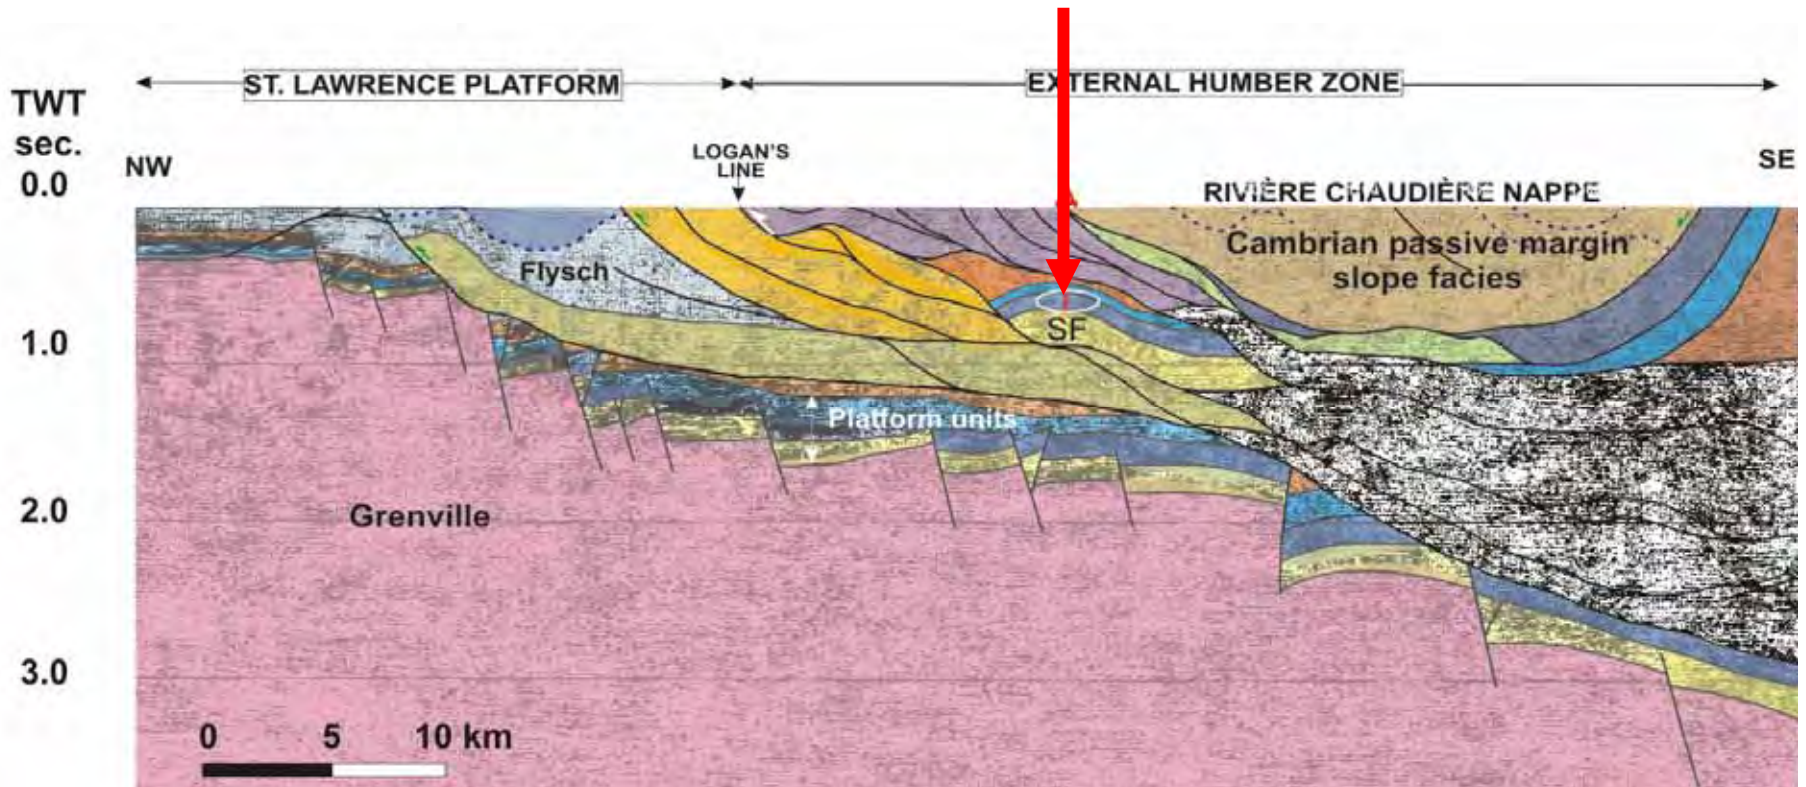 ST. LAWRENCE PLATFORM
EXTERNAL HUMBER ZONE
TWT
sec.
0.0
NW
LOGAN'S
LINE
SE
RIVIÈRE CHAUDIÈRE NAPPE
Cambrian passive margin
slope facies
Flysch
1.0
SF
Platform units
2.0
Grenville
3.0
0 5 10 km